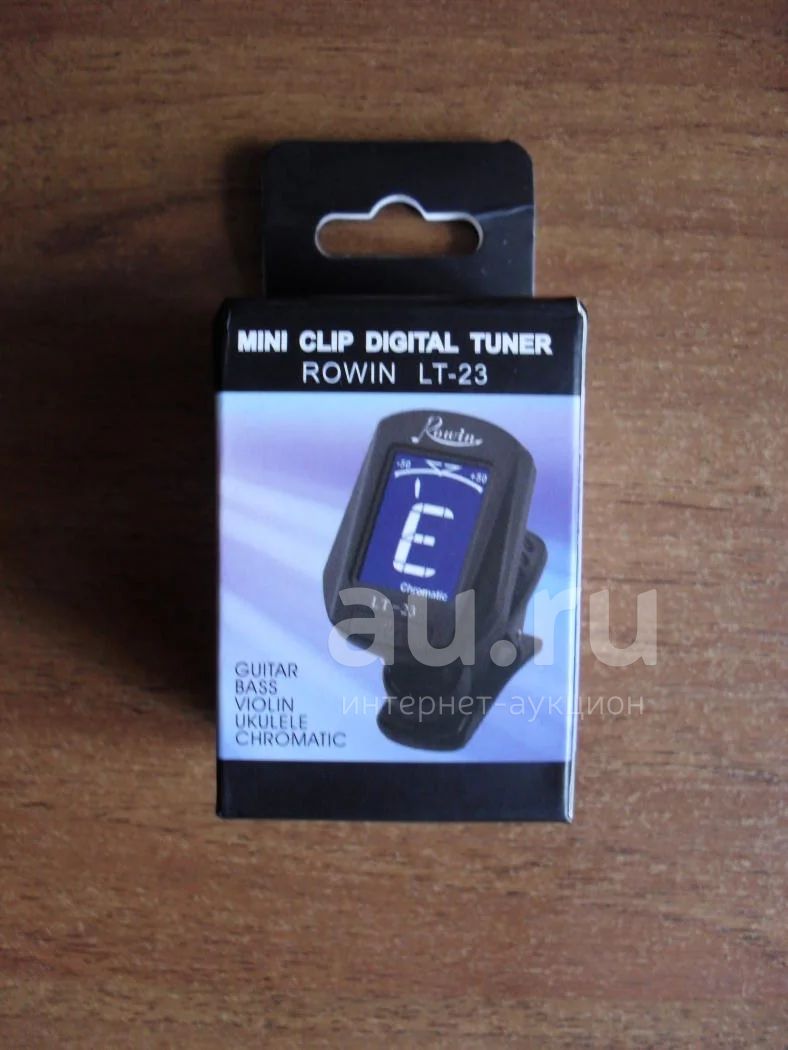 MINI CLIP DIGITAL TUNER
ROWIN LT-23
Rowin
-50 +50
E
Chromatic
LT-23
au.ru
интернет-аукцион
GUITAR
BASS
VIOLIN
UKULELE
CHROMATIC